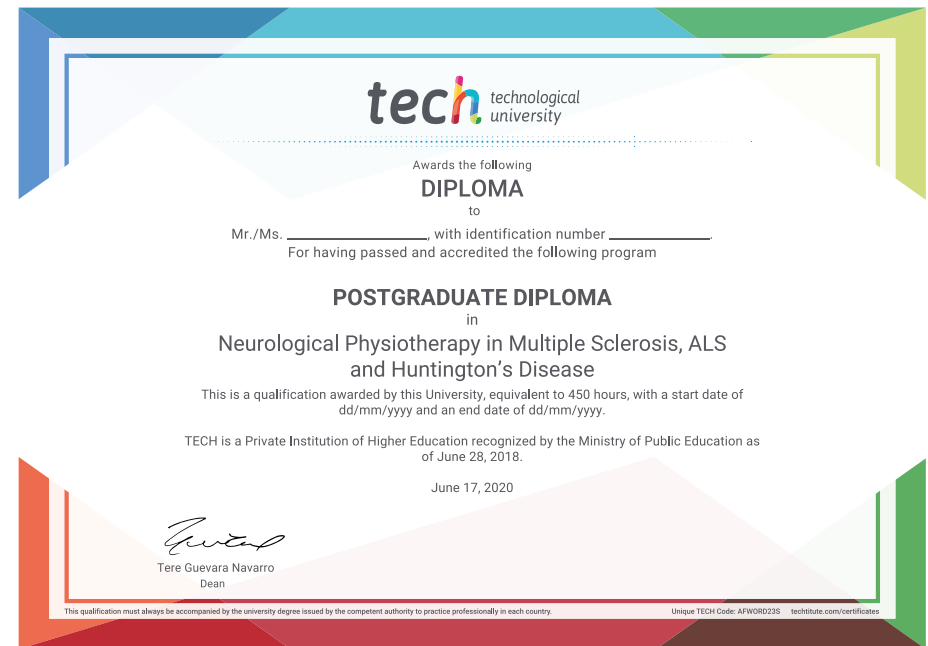 tech technological
university
Awards the following
DIPLOMA
to
Mr./Ms. ____________________, with identification number ______________.
For having passed and accredited the following program
POSTGRADUATE DIPLOMA
in
Neurological Physiotherapy in Multiple Sclerosis, ALS
and Huntington's Disease
This is a qualification awarded by this University, equivalent to 450 hours, with a start date of
dd/mm/yyyy and an end date of dd/mm/yyyy.
TECH is a Private Institution of Higher Education recognized by the Ministry of Public Education as
of June 28, 2018.
June 17, 2020
Tere Guevara Navarro
Dean
This qualification must always be accompanied by the university degree issued by the competent authority to practice professionally in each country. Unique TECH Code: AFWORD23S techtitute.com/certificates